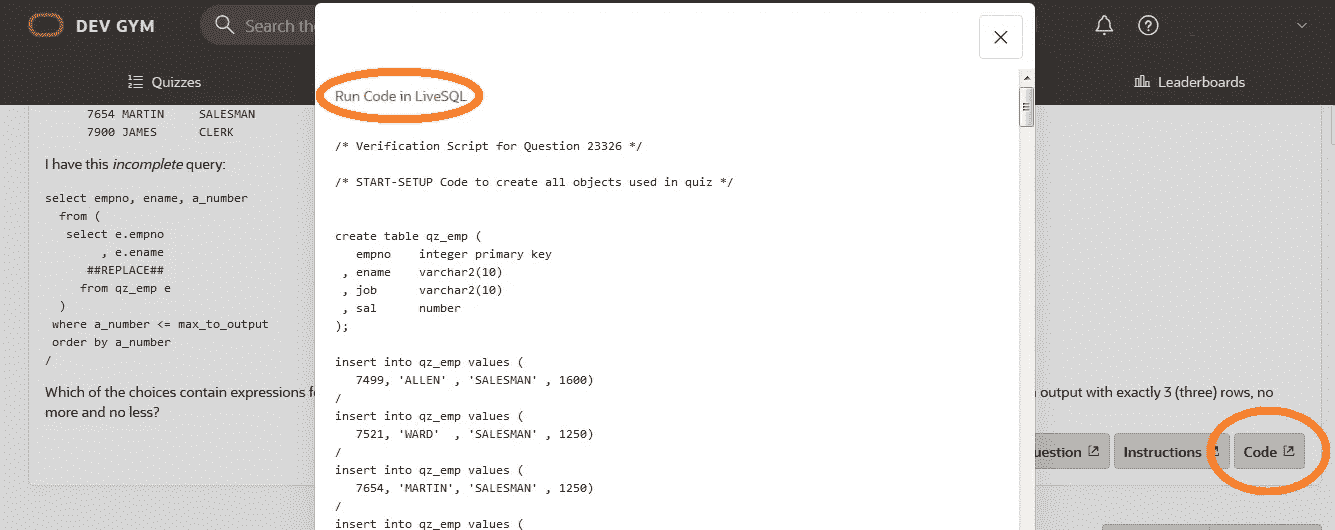 DEV GYM
Search the
Quizzes
Leaderboards
7654 MARTIN     SALESMAN
7900 JAMES      CLERK
I have this incomplete query:
select empno, ename, a_number
  from (
   select e.empno
        , e.ename
      ##REPLACE##
     from qz_emp e
  )
 where a_number <= max_to_output
 order by a_number
/
Which of the choices contain expressions
output with exactly 3 (three) rows, no
more and no less?
Instructions
Code
Run Code in LiveSQL
/* Verification Script for Question 23326 */
/* START-SETUP Code to create all objects used in quiz */
create table qz_emp (
   empno    integer primary key
 , ename    varchar2(10)
 , job      varchar2(10)
 , sal      number
);
insert into qz_emp values (
   7499, 'ALLEN' , 'SALESMAN' , 1600)
/
insert into qz_emp values (
   7521, 'WARD'  , 'SALESMAN' , 1250)
/
insert into qz_emp values (
   7654, 'MARTIN', 'SALESMAN' , 1250)
/
insert into qz_emp values (